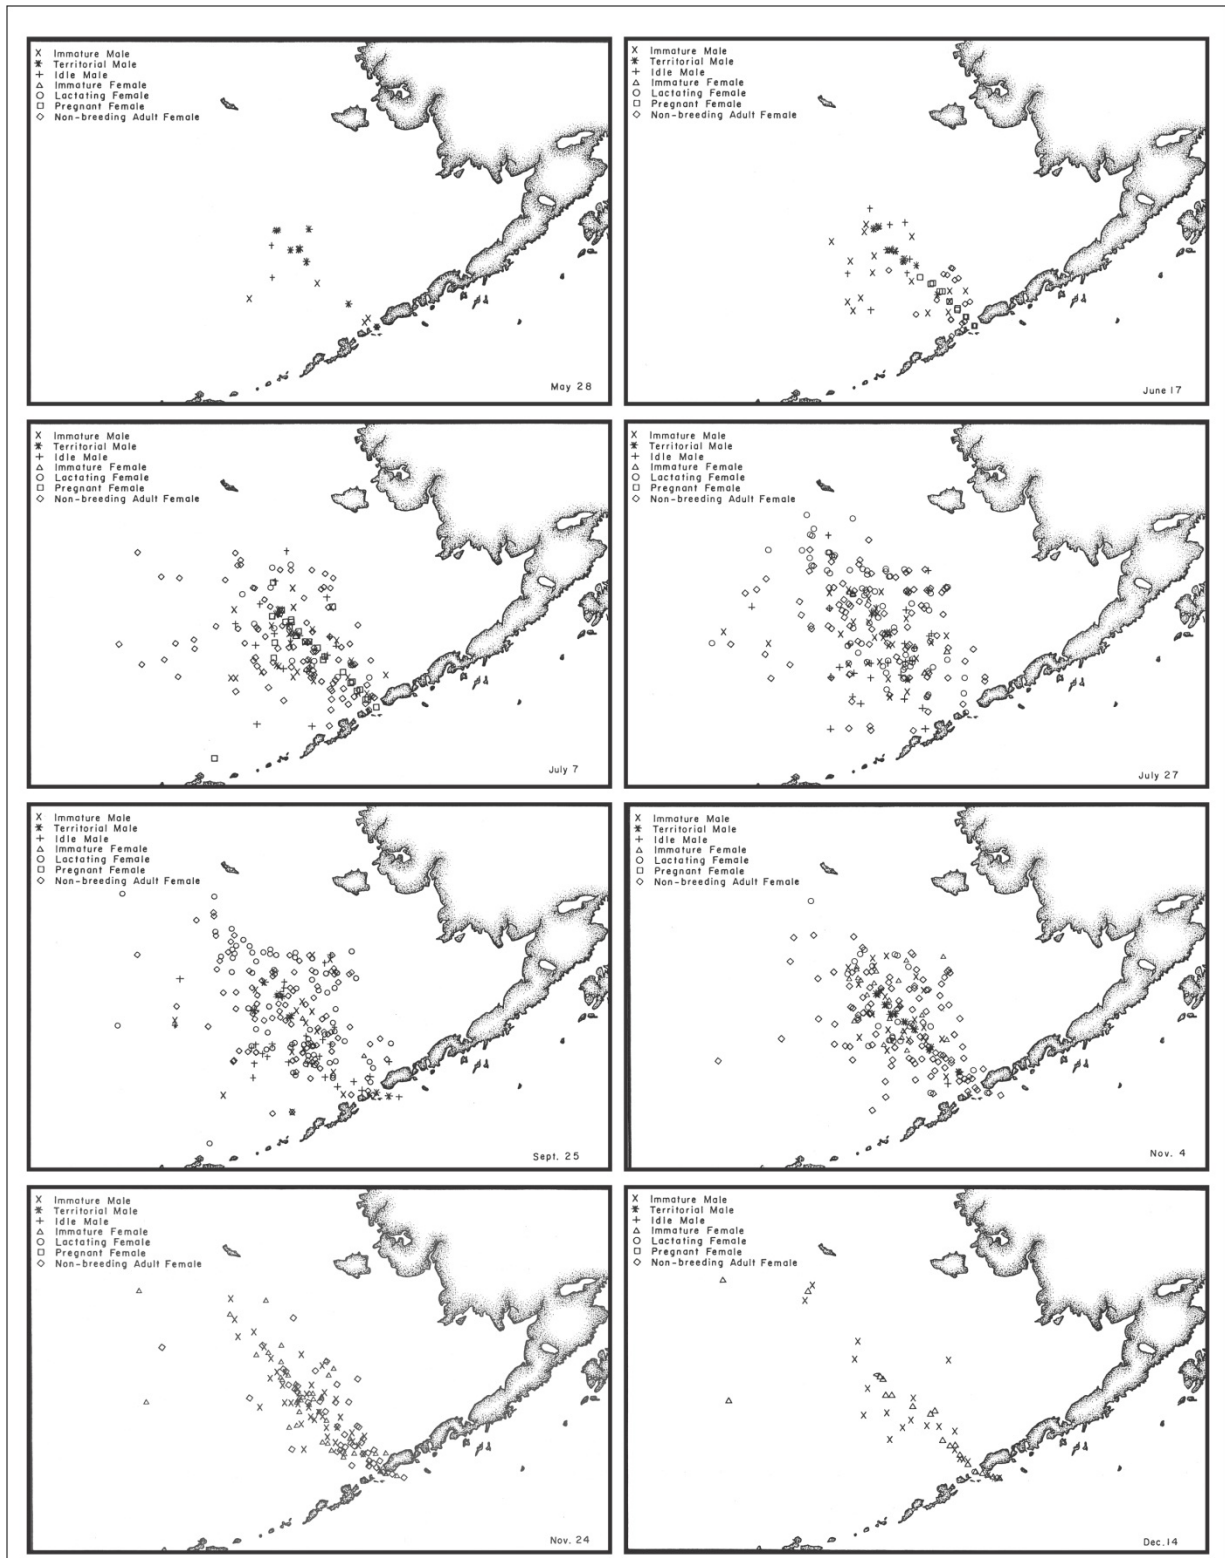 X Immature Male
✱ Territorial Male
+ Idle Male
△ Immature Female
○ Lactating Female
□ Pregnant Female
◇ Non-breeding Adult Female
May 28
X Immature Male
✱ Territorial Male
+ Idle Male
△ Immature Female
○ Lactating Female
□ Pregnant Female
◇ Non-breeding Adult Female
June 17
X Immature Male
✱ Territorial Male
+ Idle Male
△ Immature Female
○ Lactating Female
□ Pregnant Female
◇ Non-breeding Adult Female
July 7
X Immature Male
✱ Territorial Male
+ Idle Male
△ Immature Female
○ Lactating Female
□ Pregnant Female
◇ Non-breeding Adult Female
July 27
X Immature Male
✱ Territorial Male
+ Idle Male
△ Immature Female
○ Lactating Female
□ Pregnant Female
◇ Non-breeding Adult Female
Sept. 25
X Immature Male
✱ Territorial Male
+ Idle Male
△ Immature Female
○ Lactating Female
□ Pregnant Female
◇ Non-breeding Adult Female
Nov. 4
X Immature Male
✱ Territorial Male
+ Idle Male
△ Immature Female
○ Lactating Female
□ Pregnant Female
◇ Non-breeding Adult Female
Nov. 24
X Immature Male
✱ Territorial Male
+ Idle Male
△ Immature Female
○ Lactating Female
□ Pregnant Female
◇ Non-breeding Adult Female
Dec. 14